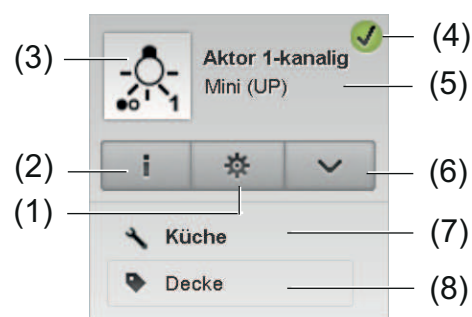 (3)
1
Aktor 1-kanalig
Mini (UP)
(4)
(5)
(2)
i
(6)
(1)
Küche
(7)
Decke
(8)